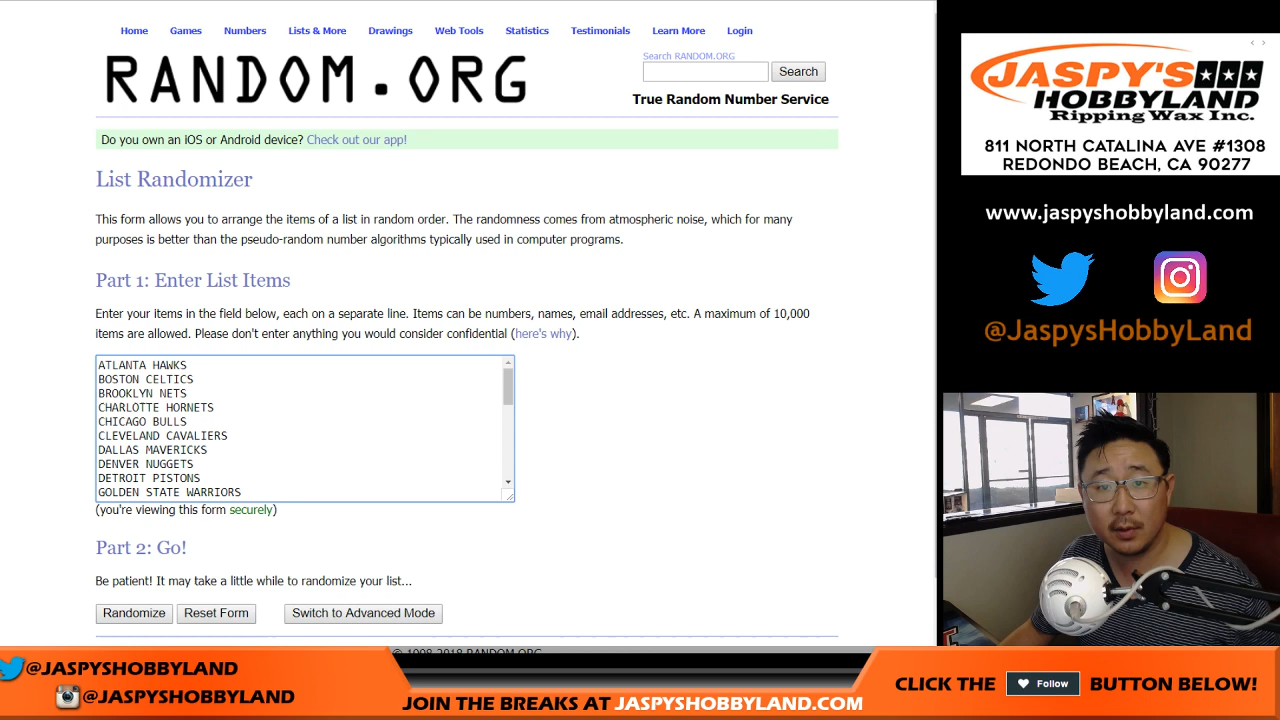 Home Games Numbers Lists & More Drawings Web Tools Statistics Testimonials Learn More Login
RANDOM.ORG
Search RANDOM.ORG
Search
True Random Number Service
Do you own an iOS or Android device? Check out our app!
List Randomizer
This form allows you to arrange the items of a list in random order. The randomness comes from atmospheric noise, which for many
purposes is better than the pseudo-random number algorithms typically used in computer programs.
Part 1: Enter List Items
Enter your items in the field below, each on a separate line. Items can be numbers, names, email addresses, etc. A maximum of 10,000
items are allowed. Please don't enter anything you would consider confidential (here's why).
ATLANTA HAWKS
BOSTON CELTICS
BROOKLYN NETS
CHARLOTTE HORNETS
CHICAGO BULLS
CLEVELAND CAVALIERS
DALLAS MAVERICKS
DENVER NUGGETS
DETROIT PISTONS
GOLDEN STATE WARRIORS
(you're viewing this form securely)
Part 2: Go!
Be patient! It may take a little while to randomize your list...
Randomize Reset Form Switch to Advanced Mode
JASPY'S
HOBBYLAND
Ripping Wax Inc.
811 NORTH CATALINA AVE #1308
REDONDO BEACH, CA 90277
www.jaspyshobbyland.com
@JaspysHobbyLand
@JASPYSHOBBYLAND
@JASPYSHOBBYLAND
JOIN THE BREAKS AT JASPYSHOBBYLAND.COM
CLICK THE Follow BUTTON BELOW!